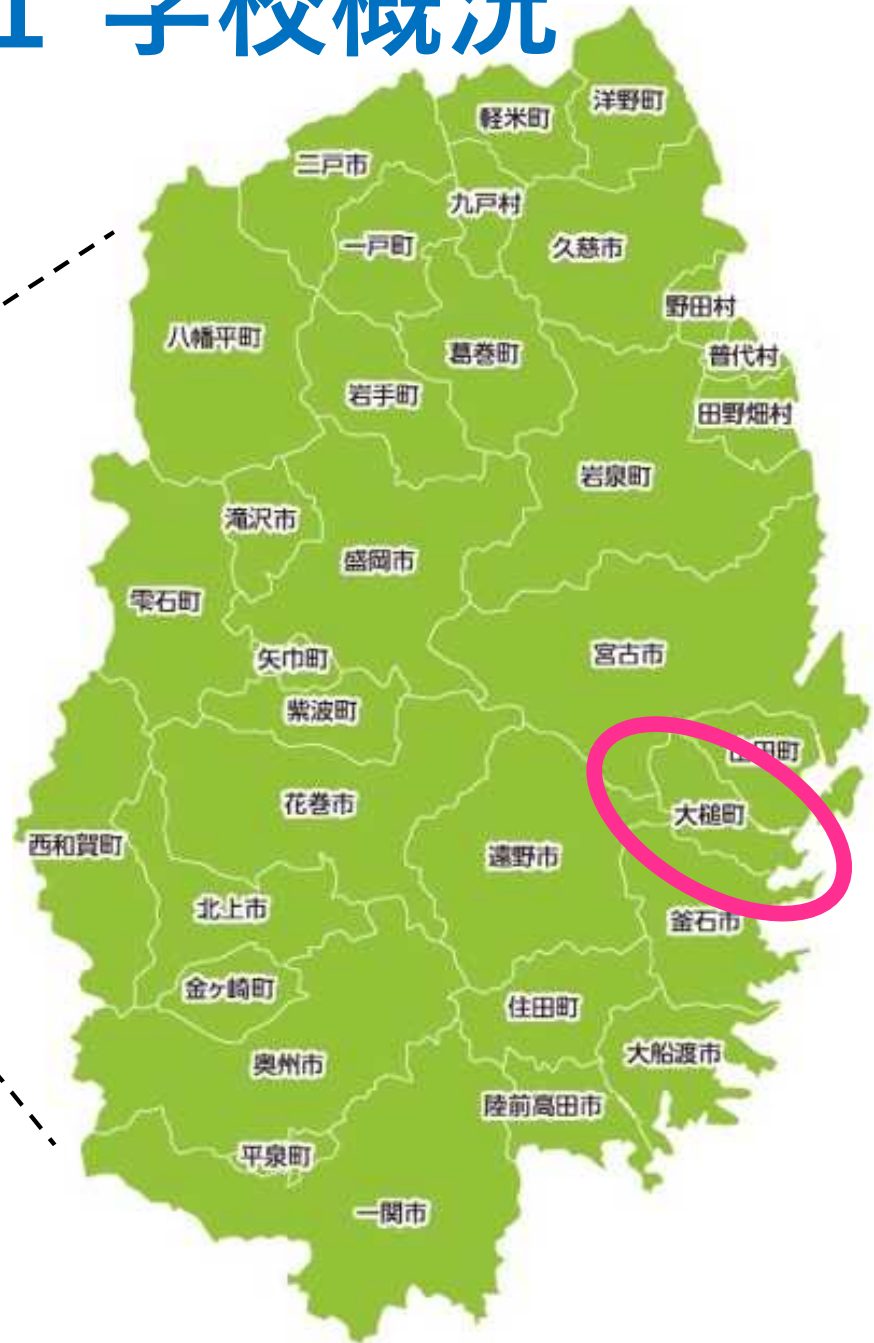 1 学校概況
洋野町
軽米町
二戸市
九戸村
一戸町
久慈市
野田村
八幡平町
葛巻町
普代村
岩手町
田野畑村
岩泉町
滝沢市
盛岡市
雫石町
宮古市
矢巾町
紫波町
山田町
花巻市
大槌町
西和賀町
遠野市
北上市
釜石市
金ヶ崎町
住田町
大船渡市
奥州市
陸前高田市
平泉町
一関市